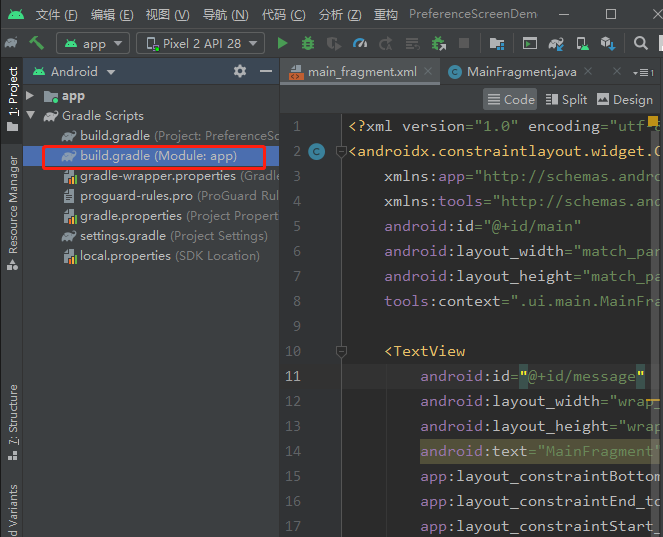 文件(F) 编辑(E) 视图(V) 导航(N) 代码(C) 分析(Z) 重构 PreferenceScreenDem
app Pixel 2 API 28
Android main_fragment.xml MainFragment.java
Code Split Design
1: Project
Resource Manager
7: Structure
d Variants
app
Gradle Scripts
build.gradle (Project: PreferenceSc
build.gradle (Module: app)
gradle-wrapper.properties (Gradle
proguard-rules.pro (ProGuard Rul
gradle.properties (Project Propert
settings.gradle (Project Settings)
local.properties (SDK Location)
1 <?xml version="1.0" encoding="utf
2 <androidx.constraintlayout.widget.C
3 xmlns:app="http://schemas.andro
4 xmlns:tools="http://schemas.and
5 android:id="@+id/main"
6 android:layout_width="match_par
7 android:layout_height="match_pa
8 tools:context=".ui.main.MainFra
9
10 <TextView
11 android:id="@+id/message"
12 android:layout_width="wrap_
13 android:layout_height="wrap
14 android:text="MainFragment"
15 app:layout_constraintBottom
16 app:layout_constraintEnd_to
17 app:layout_constraintStart_